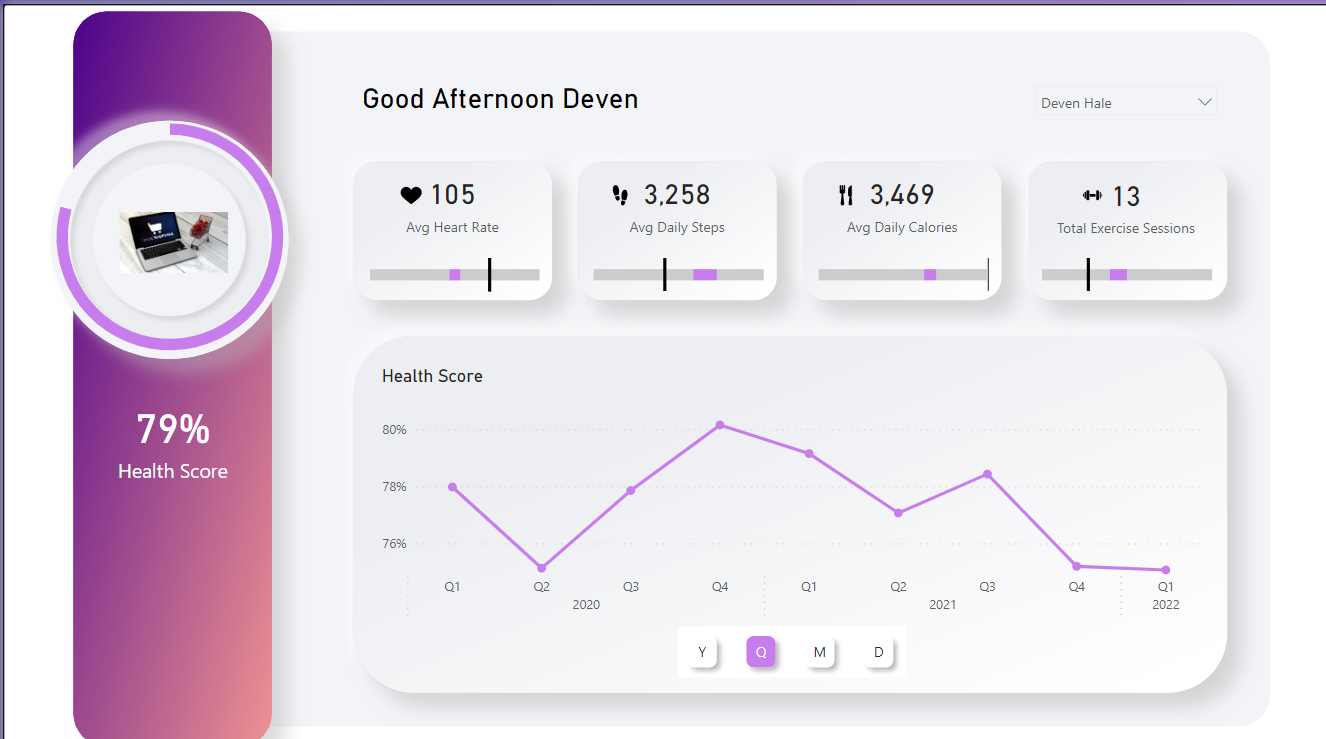 Good Afternoon Deven
Deven Hale
105
Avg Heart Rate
3,258
Avg Daily Steps
3,469
Avg Daily Calories
13
Total Exercise Sessions
79%
Health Score
Health Score
80%
78%
76%
Q1 Q2 Q3 Q4 Q1 Q2 Q3 Q4 Q1
2020 2021 2022
Y Q M D